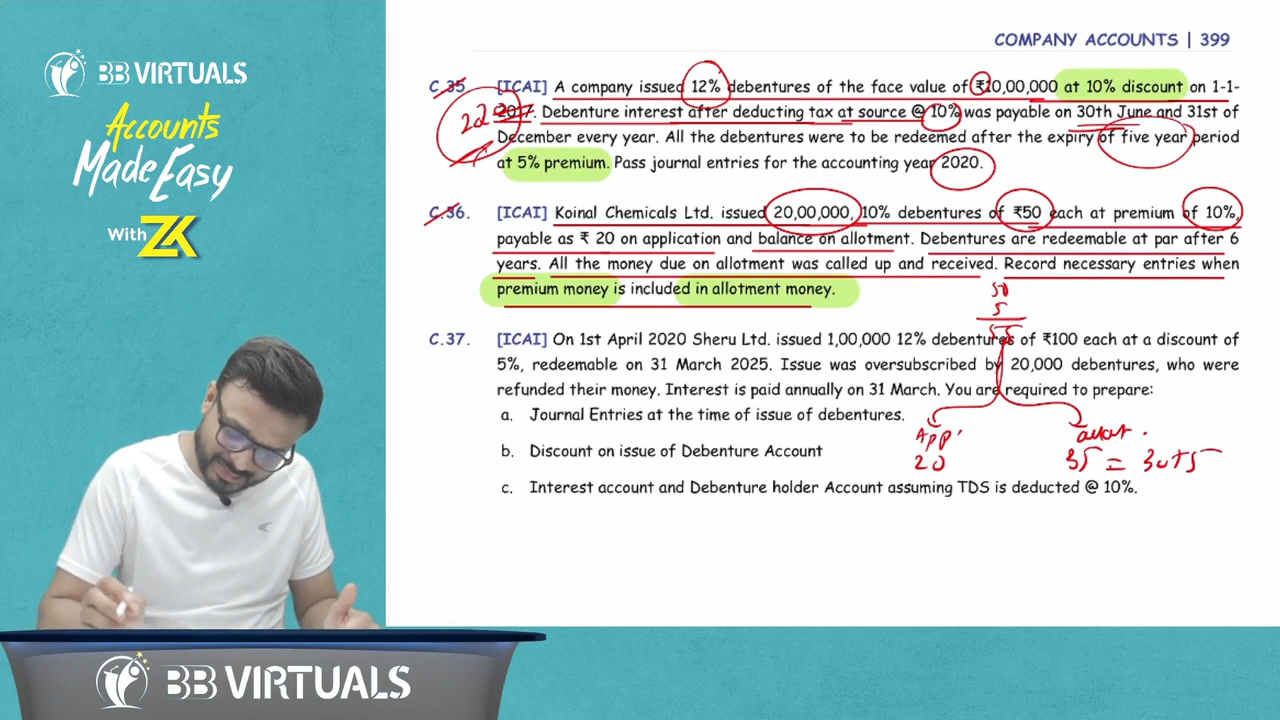 BB VIRTUALS
Accounts
Made Easy
With ZK
COMPANY ACCOUNTS | 399
C.35 [ICAI] A company issued 12% debentures of the face value of ₹10,00,000 at 10% discount on 1-1-
2017. Debenture interest after deducting tax at source @ 10% was payable on 30th June and 31st of
December every year. All the debentures were to be redeemed after the expiry of five year period
at 5% premium. Pass journal entries for the accounting year 2020.
C.36. [ICAI] Koinal Chemicals Ltd. issued 20,00,000, 10% debentures of ₹50 each at premium of 10%,
payable as ₹ 20 on application and balance on allotment. Debentures are redeemable at par after 6
years. All the money due on allotment was called up and received. Record necessary entries when
premium money is included in allotment money.
50
5
55
C.37. [ICAI] On 1st April 2020 Sheru Ltd. issued 1,00,000 12% debentures of ₹100 each at a discount of
5%, redeemable on 31 March 2025. Issue was oversubscribed by 20,000 debentures, who were
refunded their money. Interest is paid annually on 31 March. You are required to prepare:
a. Journal Entries at the time of issue of debentures.
b. Discount on issue of Debenture Account
App
20
35 = 30+5
c. Interest account and Debenture holder Account assuming TDS is deducted @ 10%.
BB VIRTUALS